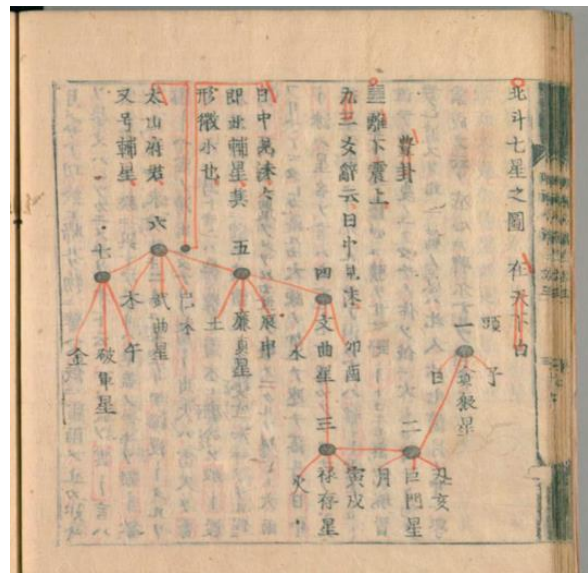 北斗七星之圖 在天
豊卦
離下震上
九三爻辭云日中見沬
日中見沬
即此輔星其
形微小也
太山府君
又号輔星
頭
子
一
貪狼星
日
丑亥
二
巨門星
月
寅戌
三
祿存星
火
卯酉
四
文曲星
水
辰申
五
廉貞星
土
巳未
六
武曲星
木
午
七
破軍星
金